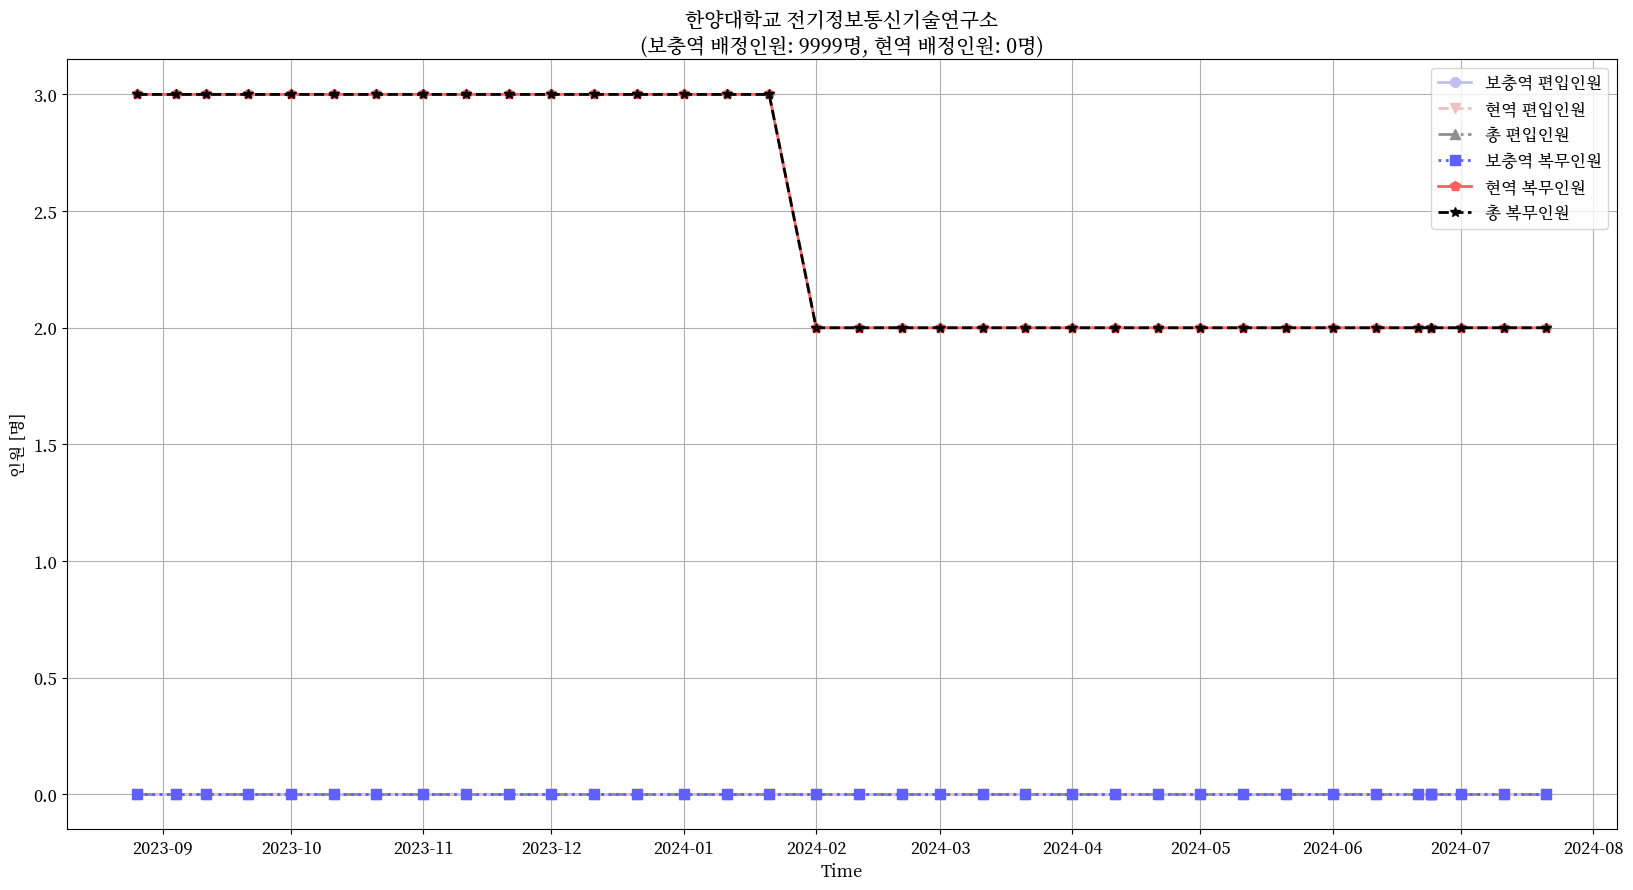 한양대학교 전기정보통신기술연구소
(보충역 배정인원: 9999명, 현역 배정인원: 0명)
보충역 편입인원
현역 편입인원
총 편입인원
보충역 복무인원
현역 복무인원
총 복무인원
인원 [명]
3.0
2.5
2.0
1.5
1.0
0.5
0.0
2023-09 2023-10 2023-11 2023-12 2024-01 2024-02 2024-03 2024-04 2024-05 2024-06 2024-07 2024-08
Time